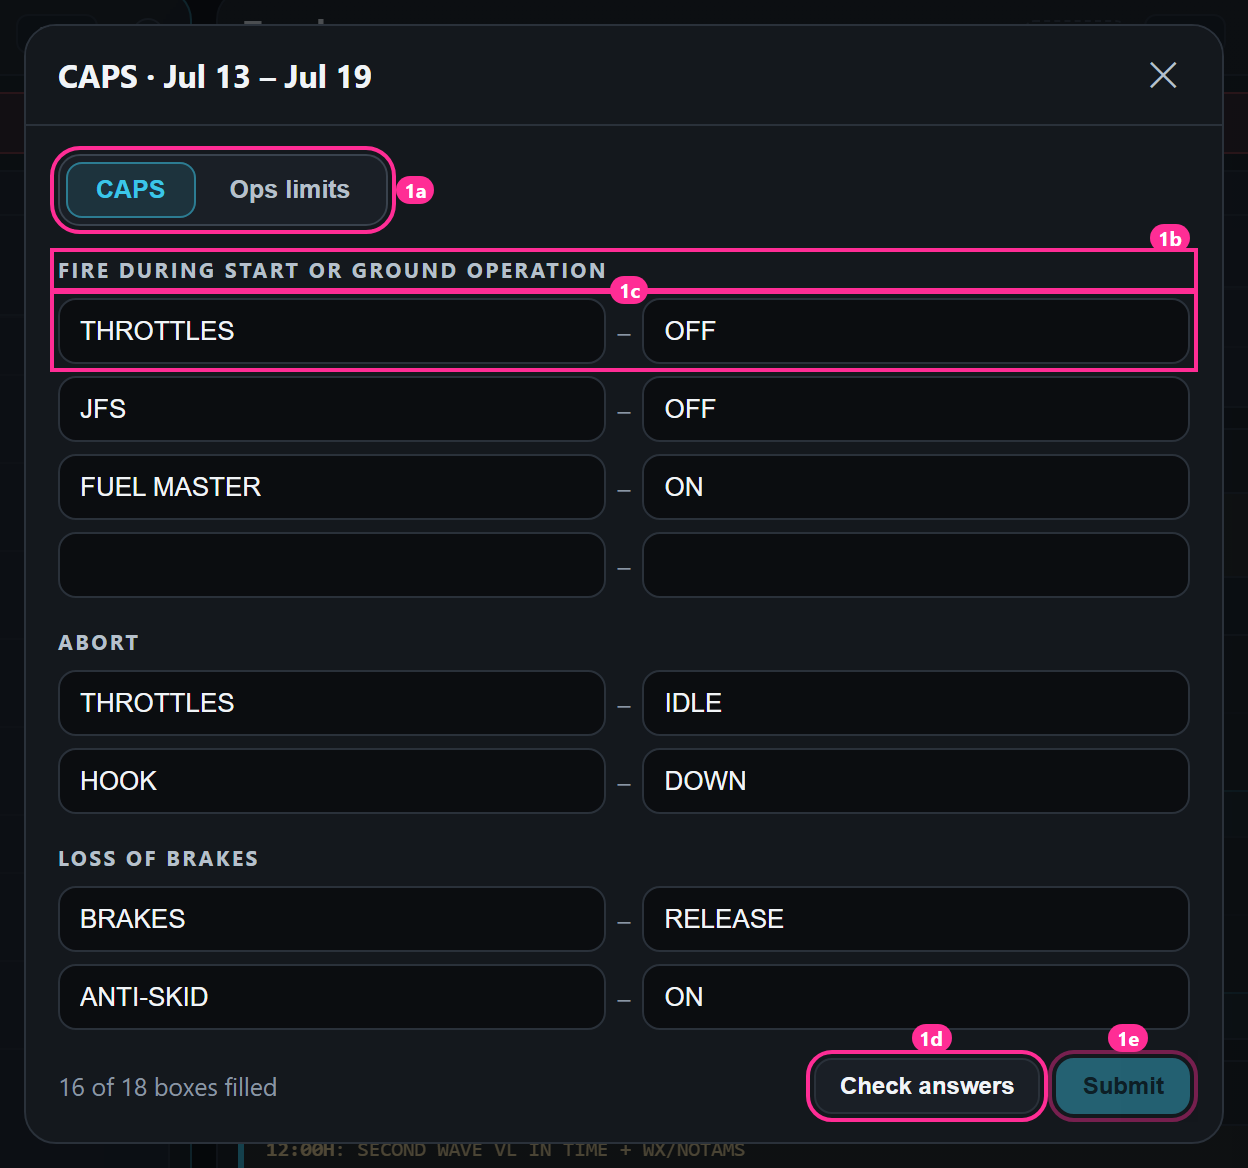 CAPS · Jul 13 – Jul 19
CAPS Ops limits 1a
1b
FIRE DURING START OR GROUND OPERATION
1c
THROTTLES – OFF
JFS – OFF
FUEL MASTER – ON
–
ABORT
THROTTLES – IDLE
HOOK – DOWN
LOSS OF BRAKES
BRAKES – RELEASE
ANTI-SKID – ON
1d 1e
16 of 18 boxes filled Check answers Submit
12:00H: SECOND WAVE VL IN TIME + WX/NOTAMS